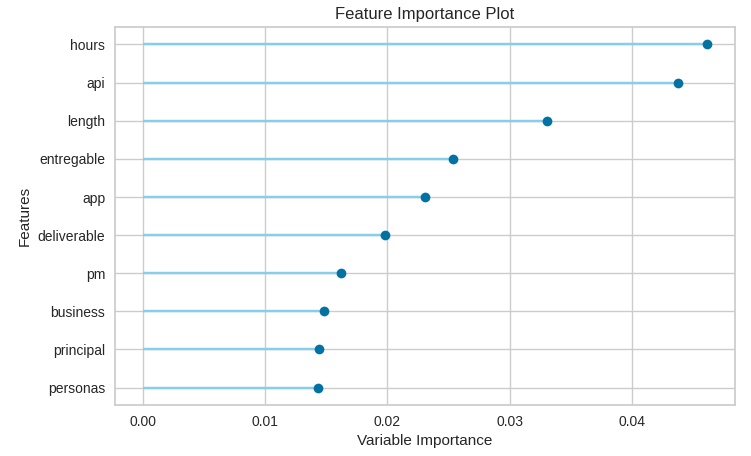 Feature Importance Plot
hours
api
length
entregable
app
deliverable
pm
business
principal
personas
Features
0.00 0.01 0.02 0.03 0.04
Variable Importance